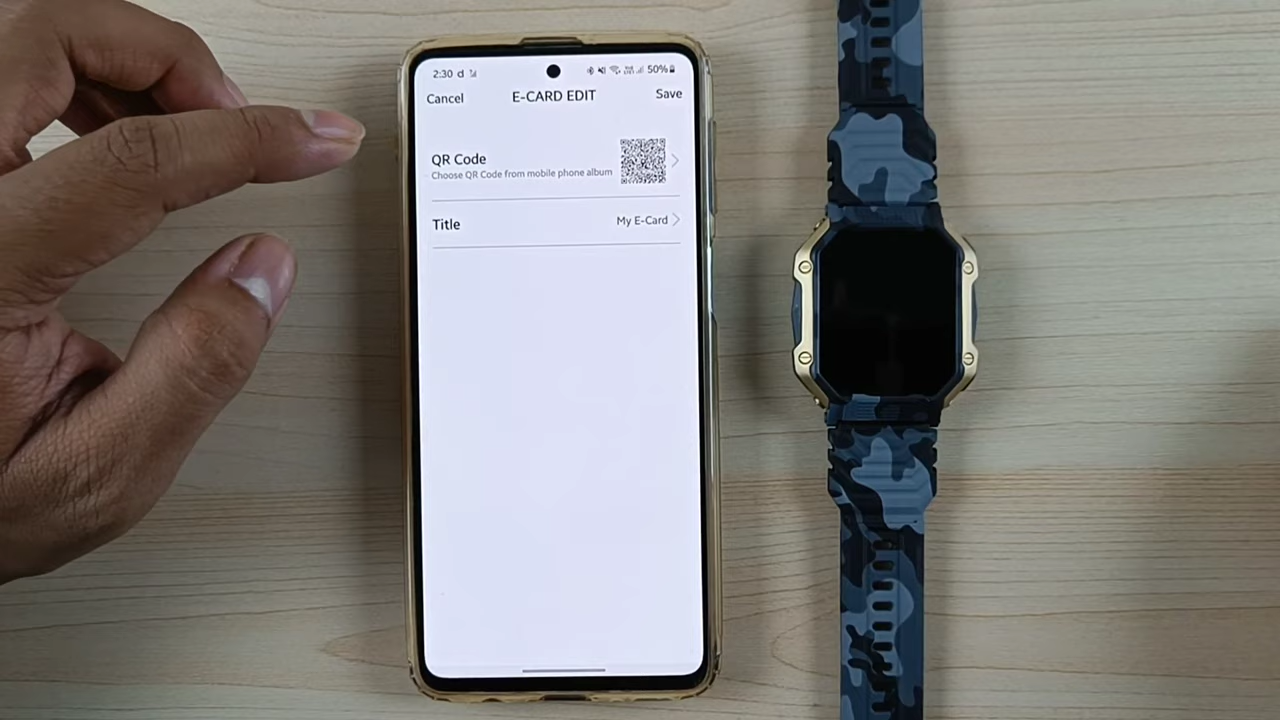 2:30 d 50%
Cancel E-CARD EDIT Save
QR Code
Choose QR Code from mobile phone album
Title My E-Card